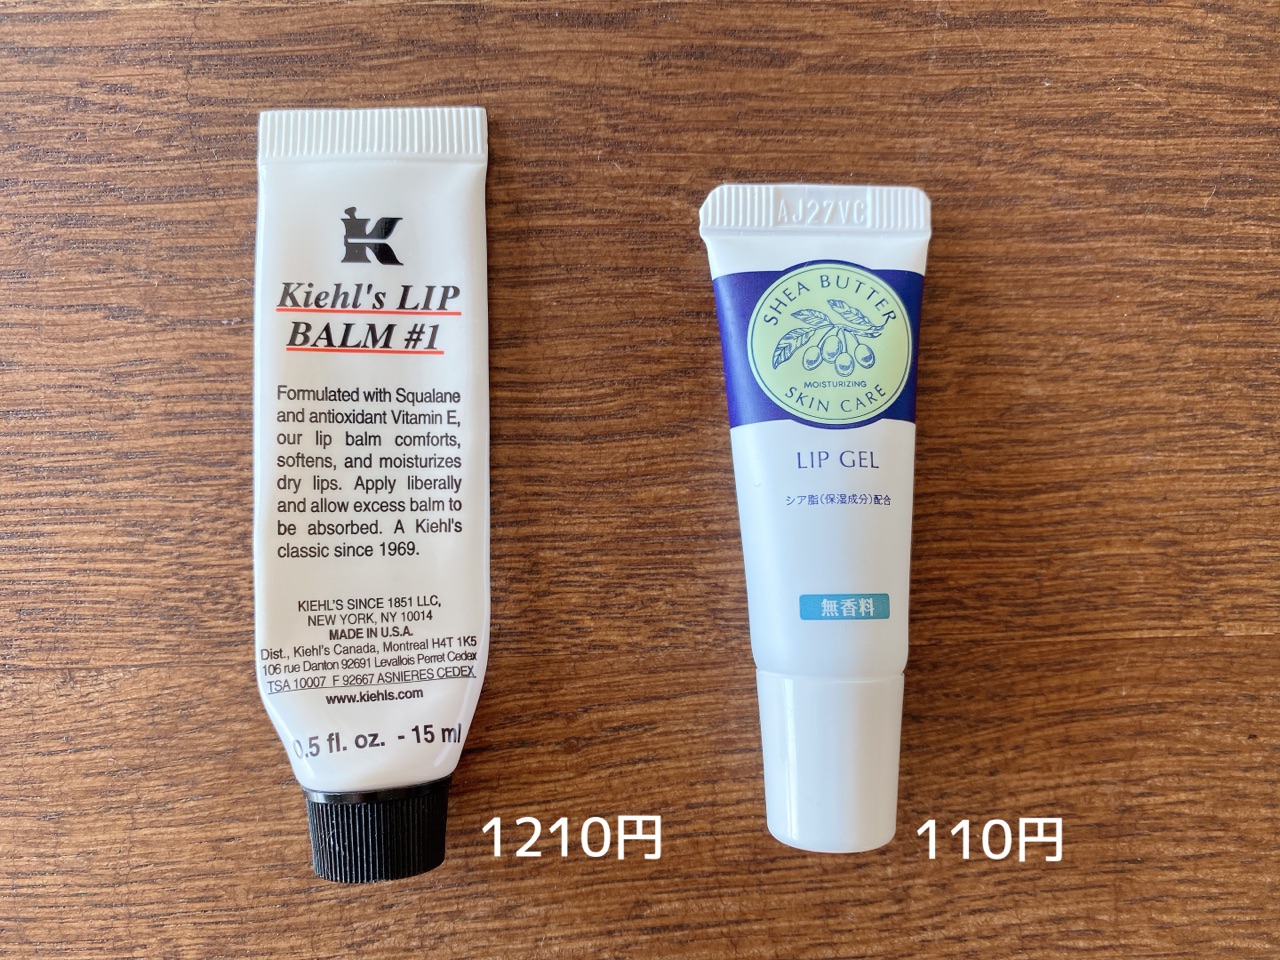 Kiehl's LIP
BALM #1
Formulated with Squalane
and antioxidant Vitamin E,
our lip balm comforts,
softens, and moisturizes
dry lips. Apply liberally
and allow excess balm to
be absorbed. A Kiehl's
classic since 1969.
KIEHL'S SINCE 1851 LLC,
NEW YORK, NY 10014
MADE IN U.S.A.
Dist., Kiehl's Canada, Montreal H4T 1K5
106 rue Danton 92691 Levallois Perret Cedex
TSA 10007 F 92667 ASNIERES CEDEX
www.kiehls.com
0.5 fl. oz. - 15 ml
1210円
AJ27VC
SHEA BUTTER
MOISTURIZING
SKIN CARE
LIP GEL
シア脂(保湿成分)配合
無香料
110円